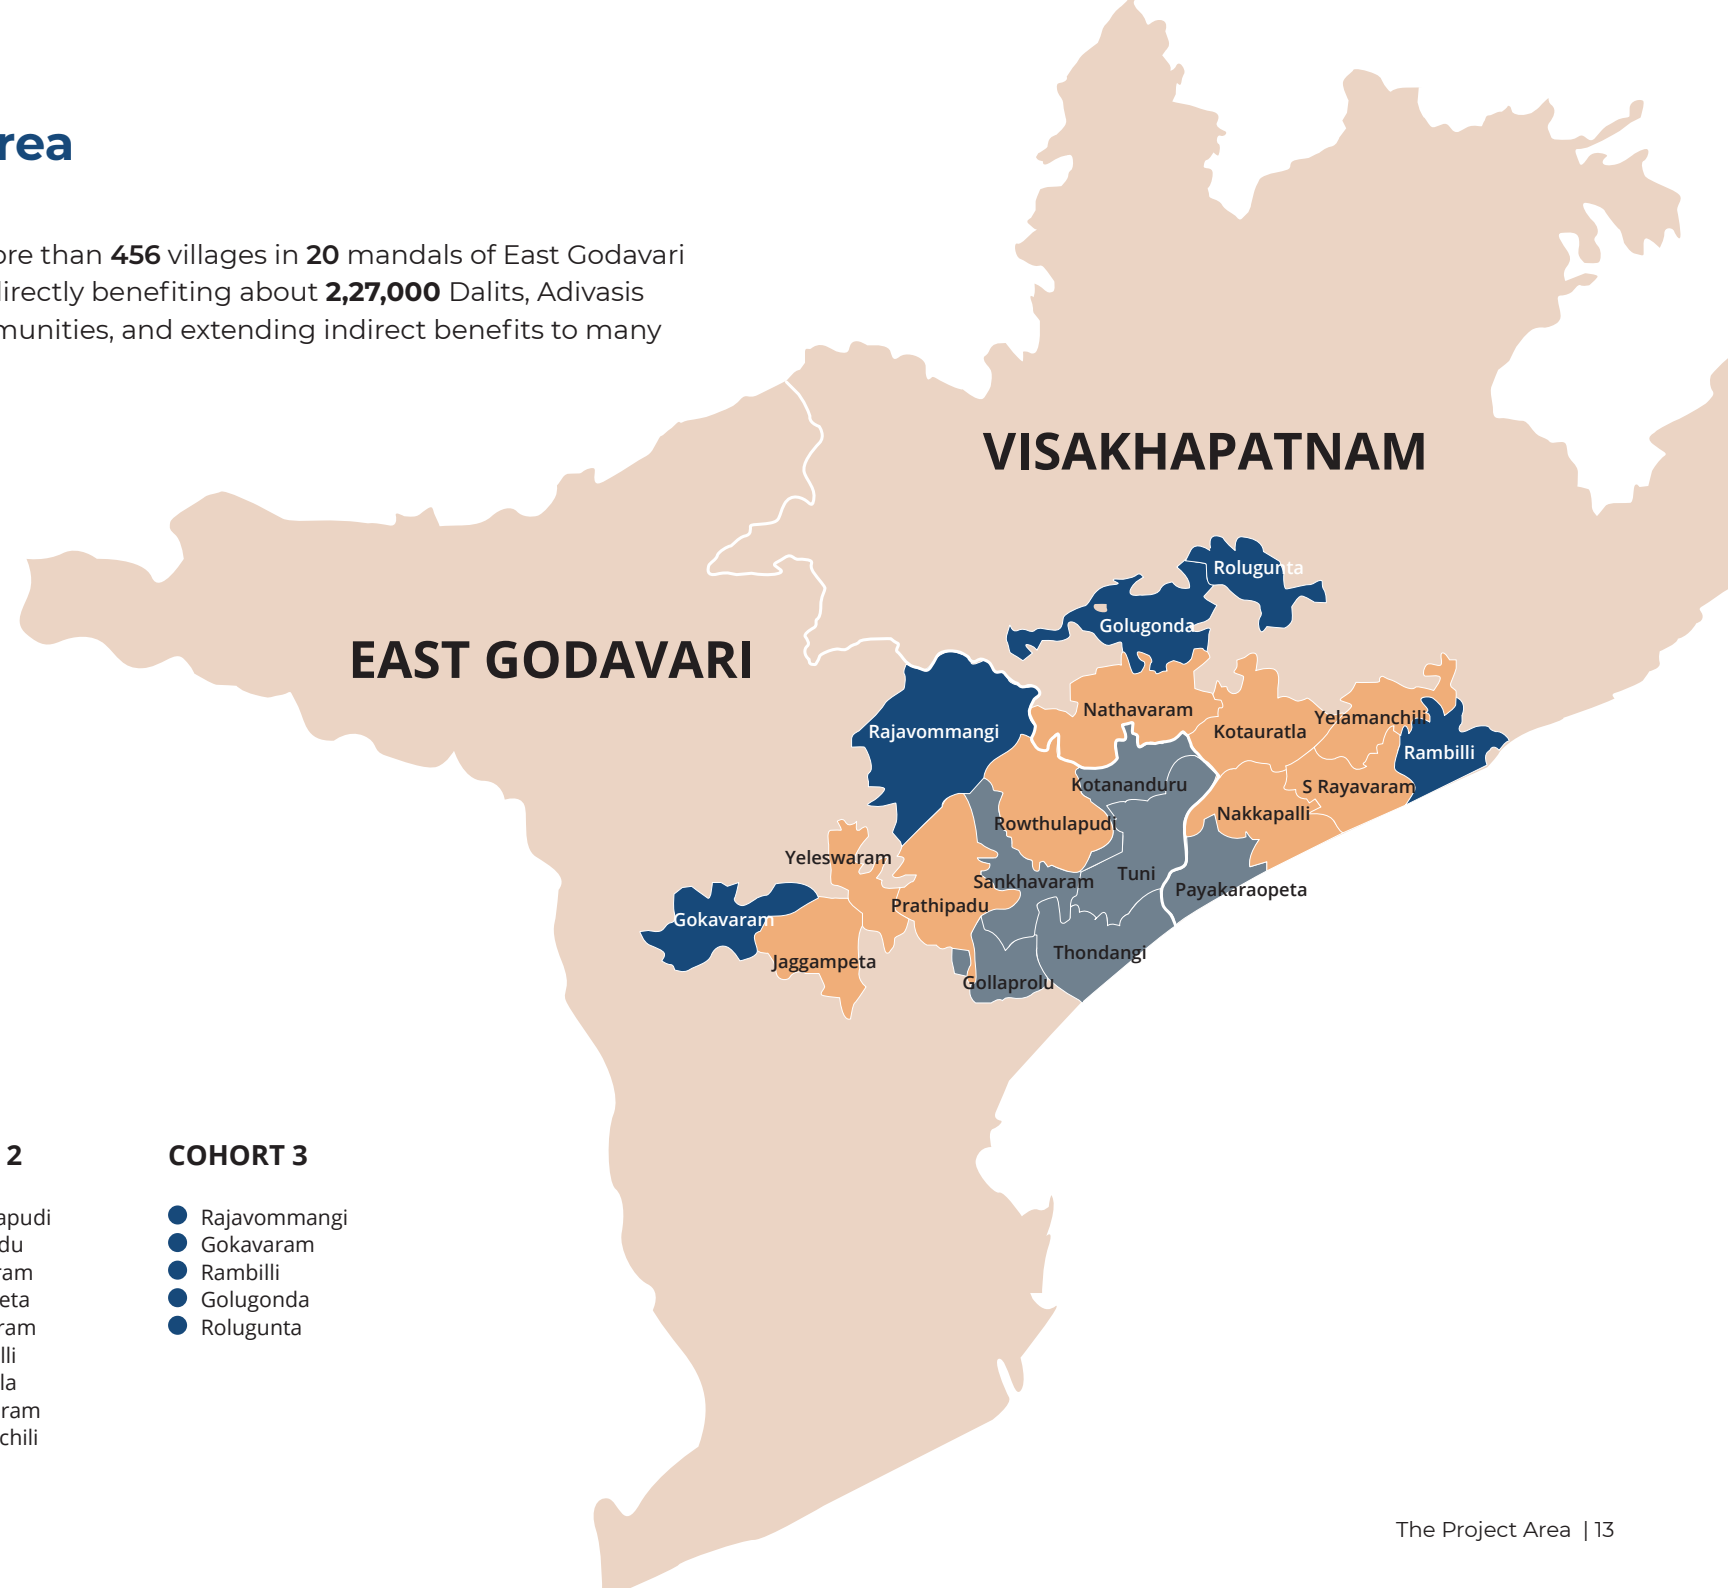 rea
ore than 456 villages in 20 mandals of East Godavari
directly benefiting about 2,27,000 Dalits, Adivasis
munities, and extending indirect benefits to many
VISAKHAPATNAM
EAST GODAVARI
Rolugunta
Golugonda
Nathavaram
Rajavommangi
Kotauratla
Yelamanchili
Rambilli
Kotananduru
S Rayavaram
Nakkapalli
Rowthulapudi
Yeleswaram
Sankhavaram
Tuni
Payakaraopeta
Prathipadu
Gokavaram
Thondangi
Jaggampeta
Gollaprolu
2
apudi
du
ram
eta
ram
lli
la
ram
chili
COHORT 3
Rajavommangi
Gokavaram
Rambilli
Golugonda
Rolugunta
The Project Area | 13